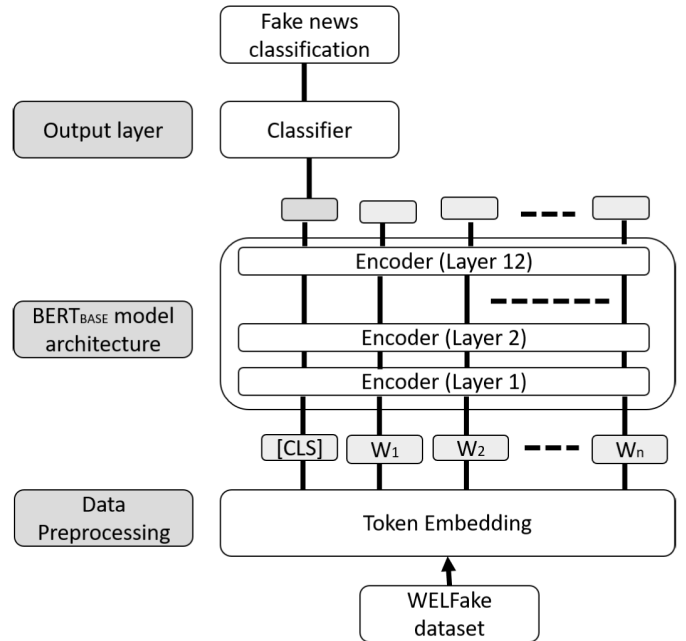 Fake news
classification
Output layer
Classifier
Encoder (Layer 12)
BERTBASE model
architecture
Encoder (Layer 2)
Encoder (Layer 1)
[CLS]
W1
W2
Wn
Data
Preprocessing
Token Embedding
WELFake
dataset